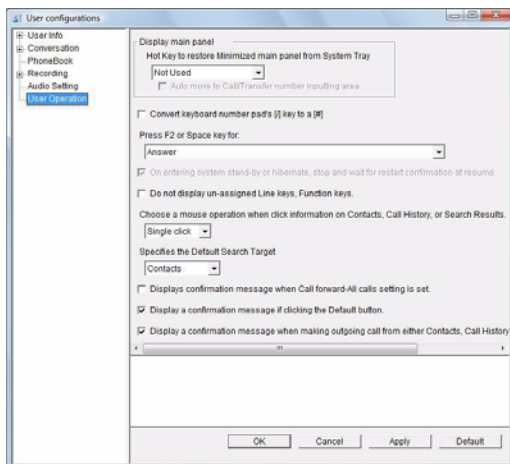 User configurations
User Info
Conversation
PhoneBook
Recording
Audio Setting
User Operation
Display main panel
Hot Key to restore Minimized main panel from System Tray
Not Used
Auto move to Call/Transfer number inputting area
Convert keyboard number pad's [/] key to a [#]
Press F2 or Space key for:
Answer
On entering system stand-by or hibernate, stop and wait for restart confirmation at resume.
Do not display un-assigned Line keys, Function keys.
Choose a mouse operation when click information on Contacts, Call History, or Search Results.
Single click
Specifies the Default Search Target
Contacts
Displays confirmation message when Call forward-All calls setting is set.
Display a confirmation message if clicking the Default button.
Display a confirmation message when making outgoing call from either Contacts, Call History
OK Cancel Apply Default